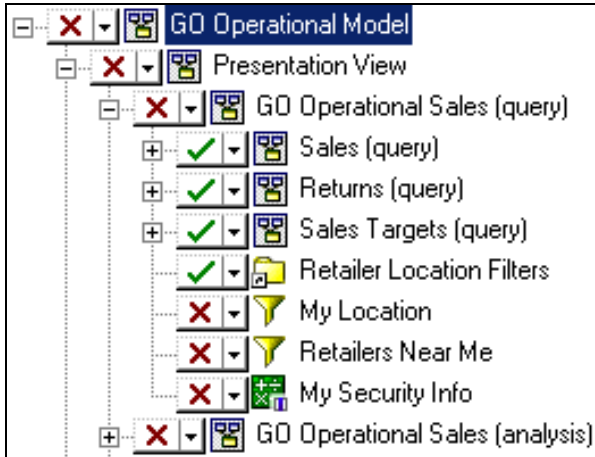 GO Operational Model
Presentation View
GO Operational Sales (query)
Sales (query)
Returns (query)
Sales Targets (query)
Retailer Location Filters
My Location
Retailers Near Me
My Security Info
GO Operational Sales (analysis)